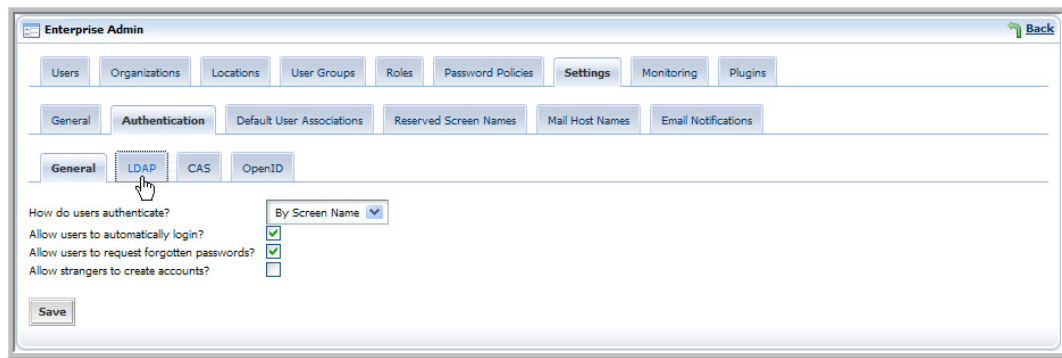 Enterprise Admin Back
Users Organizations Locations User Groups Roles Password Policies Settings Monitoring Plugins
General Authentication Default User Associations Reserved Screen Names Mail Host Names Email Notifications
General LDAP CAS OpenID
How do users authenticate? By Screen Name
Allow users to automatically login?
Allow users to request forgotten passwords?
Allow strangers to create accounts?
Save